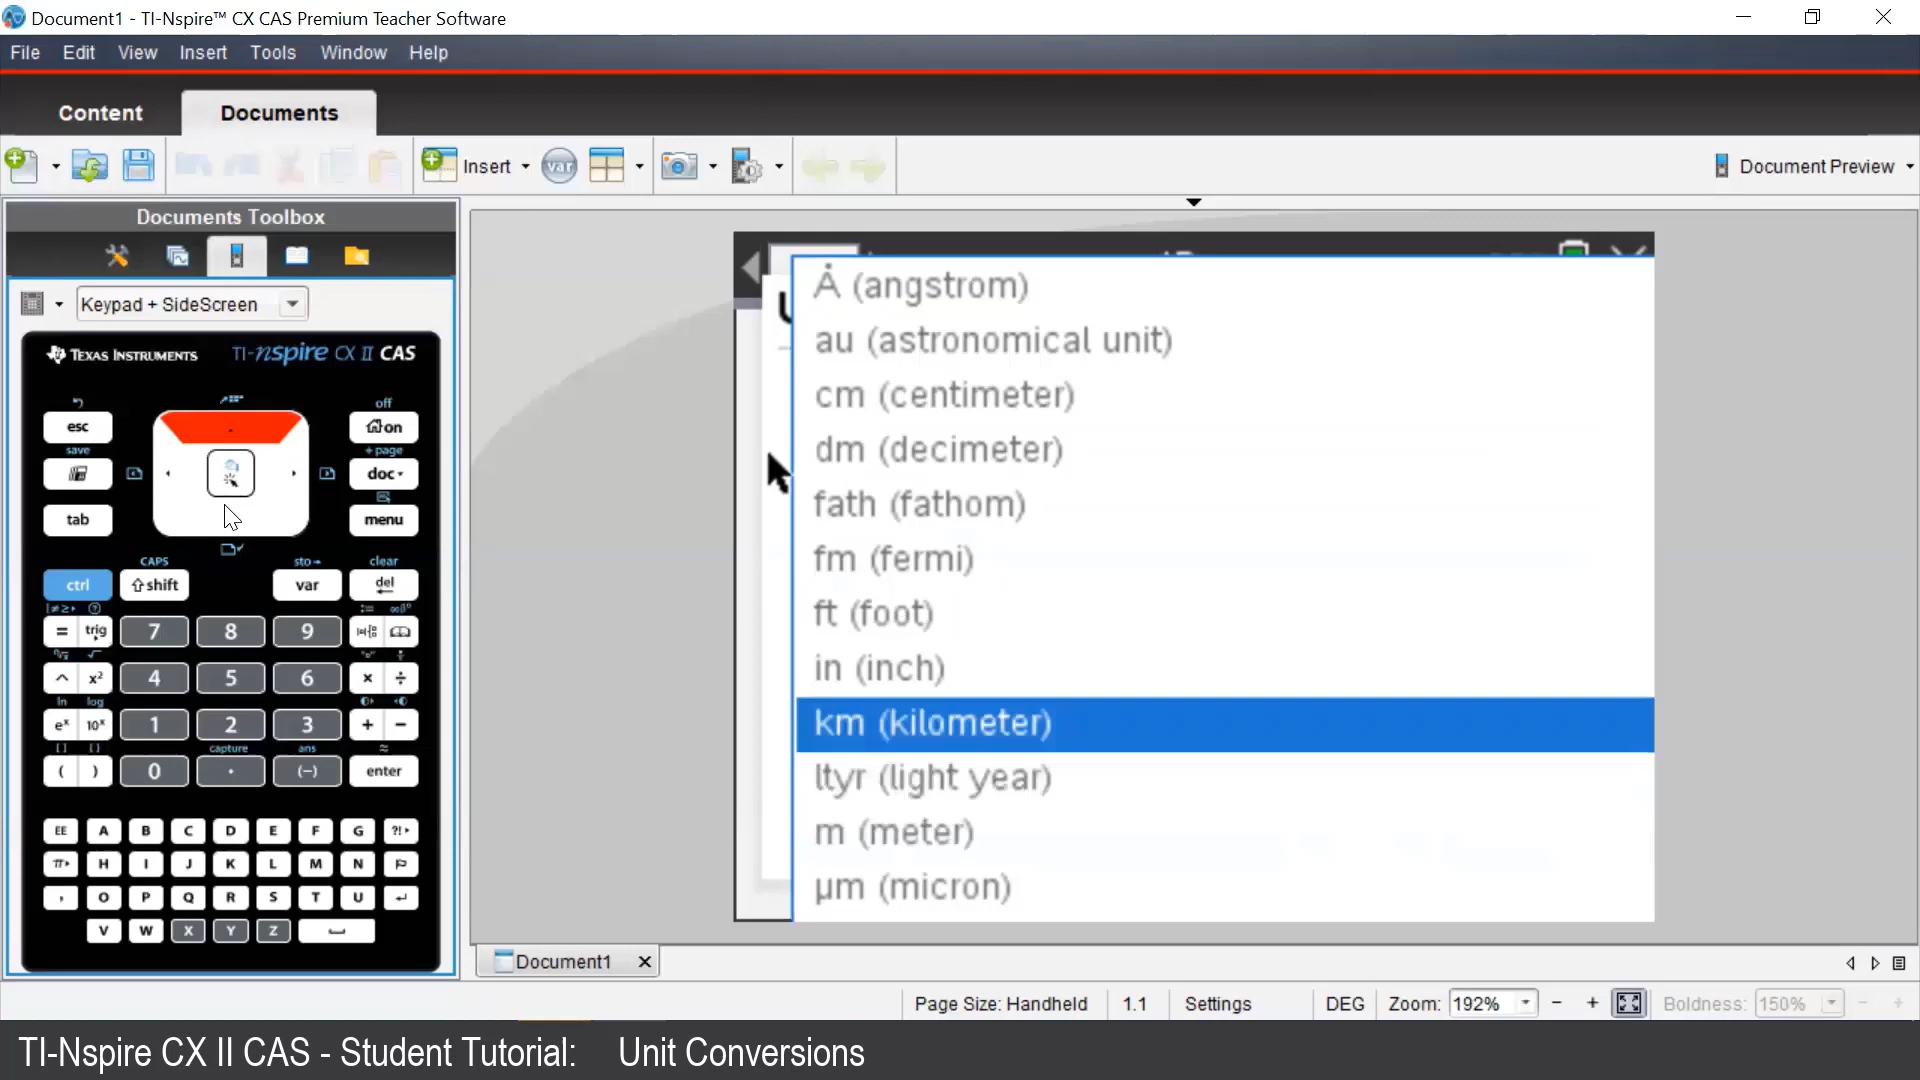 Document1 - TI-Nspire™ CX CAS Premium Teacher Software
File Edit View Insert Tools Window Help
Content Documents
Insert var Document Preview
Documents Toolbox
Keypad + SideScreen
TEXAS INSTRUMENTS TI-nspire CX II CAS
off
esc on
save + page
doc
tab menu
CAPS sto→ clear
ctrl ⇧shift var del
= trig 7 8 9
^ x² 4 5 6 × ÷
ln log
eˣ 10ˣ 1 2 3 + −
[ ] { } capture ans ≈
( ) 0 . (−) enter
EE A B C D E F G ?!▸
π▸ H I J K L M N
, O P Q R S T U ↵
V W X Y Z
U
Å (angstrom)
au (astronomical unit)
cm (centimeter)
dm (decimeter)
fath (fathom)
fm (fermi)
ft (foot)
in (inch)
km (kilometer)
ltyr (light year)
m (meter)
µm (micron)
Document1
Page Size: Handheld 1.1 Settings DEG Zoom: 192% − + Boldness: 150% − +
TI-Nspire CX II CAS - Student Tutorial: Unit Conversions